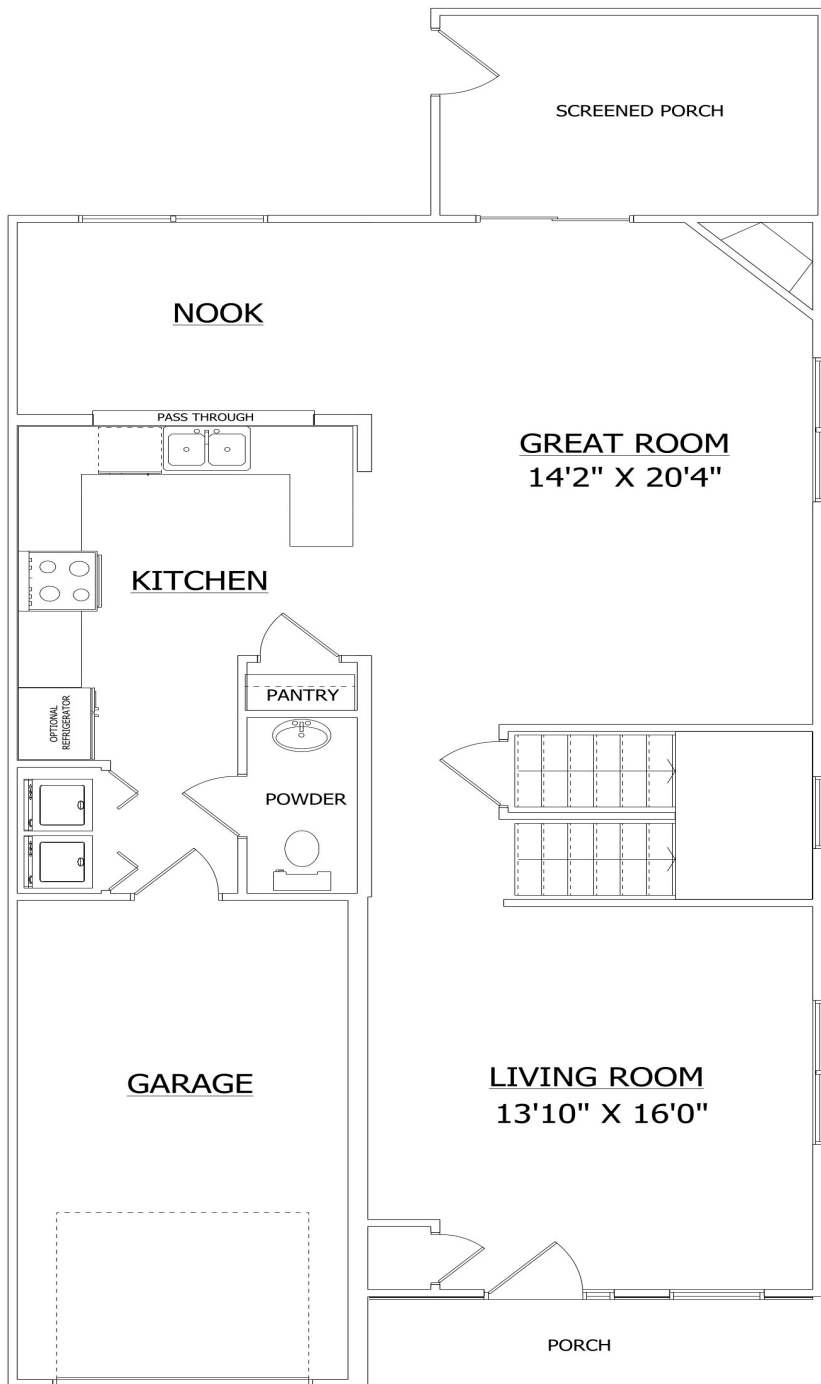 SCREENED PORCH
NOOK
PASS THROUGH
GREAT ROOM
14'2" X 20'4"
KITCHEN
PANTRY
OPTIONAL
REFRIGERATOR
POWDER
GARAGE
LIVING ROOM
13'10" X 16'0"
PORCH